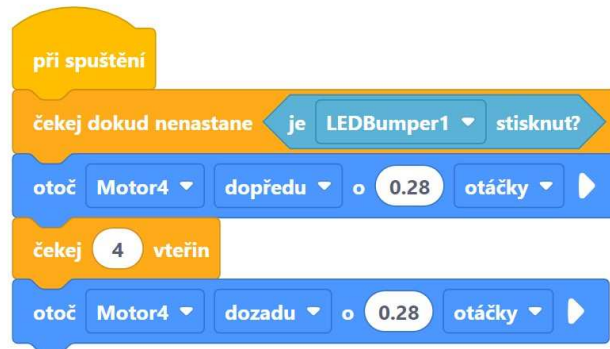 při spuštění
čekej dokud nenastane je LEDBumper1 stisknut?
otoč Motor4 dopředu o 0.28 otáčky
čekej 4 vteřin
otoč Motor4 dozadu o 0.28 otáčky